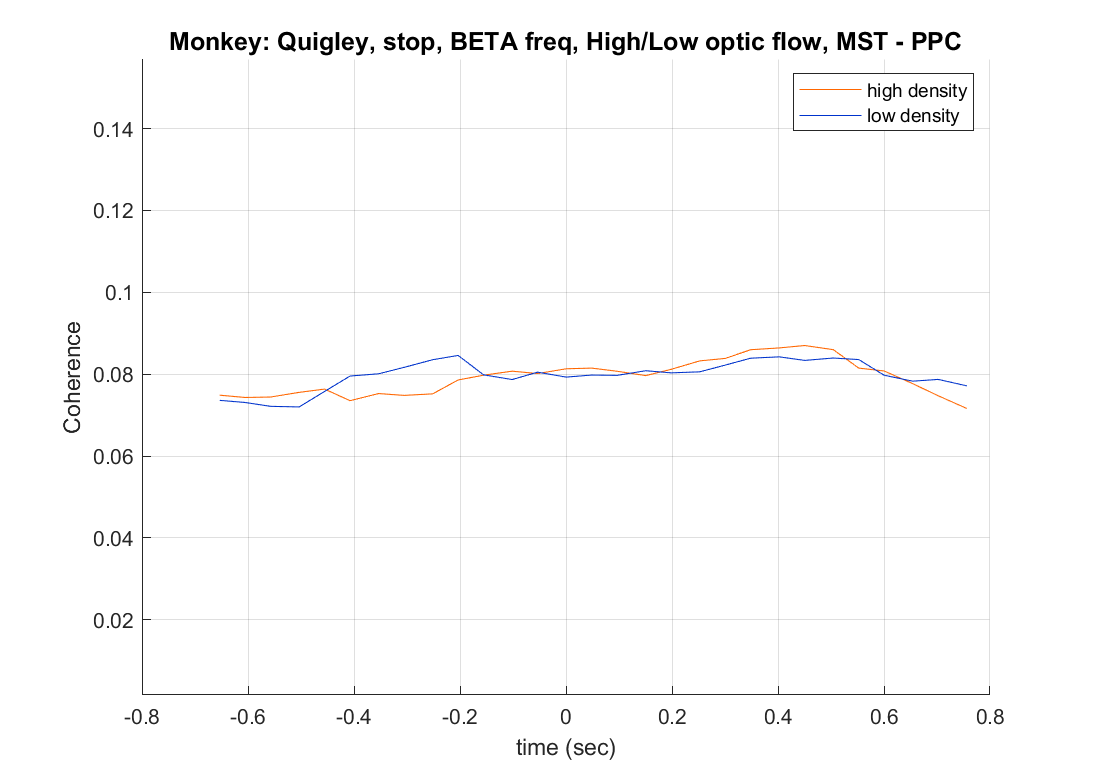 Monkey: Quigley, stop, BETA freq, High/Low optic flow, MST - PPC
high density
low density
0.14
0.12
0.1
0.08
0.06
0.04
0.02
Coherence
-0.8 -0.6 -0.4 -0.2 0 0.2 0.4 0.6 0.8
time (sec)